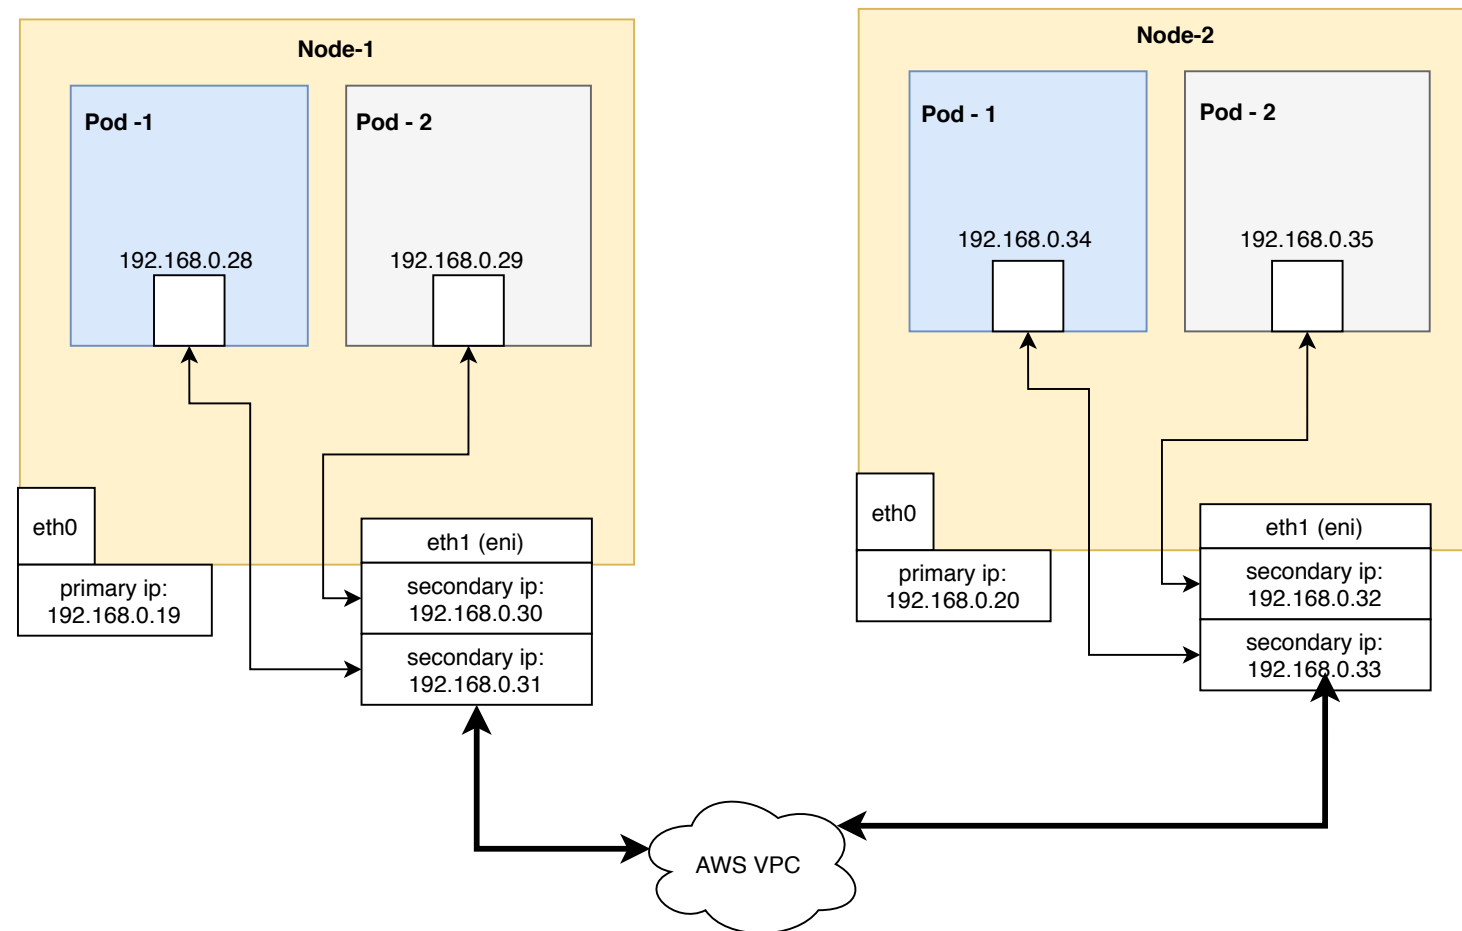 Node-1
Pod -1
Pod - 2
192.168.0.28
192.168.0.29
eth0
primary ip:
192.168.0.19
eth1 (eni)
secondary ip:
192.168.0.30
secondary ip:
192.168.0.31
Node-2
Pod - 1
Pod - 2
192.168.0.34
192.168.0.35
eth0
primary ip:
192.168.0.20
eth1 (eni)
secondary ip:
192.168.0.32
secondary ip:
192.168.0.33
AWS VPC